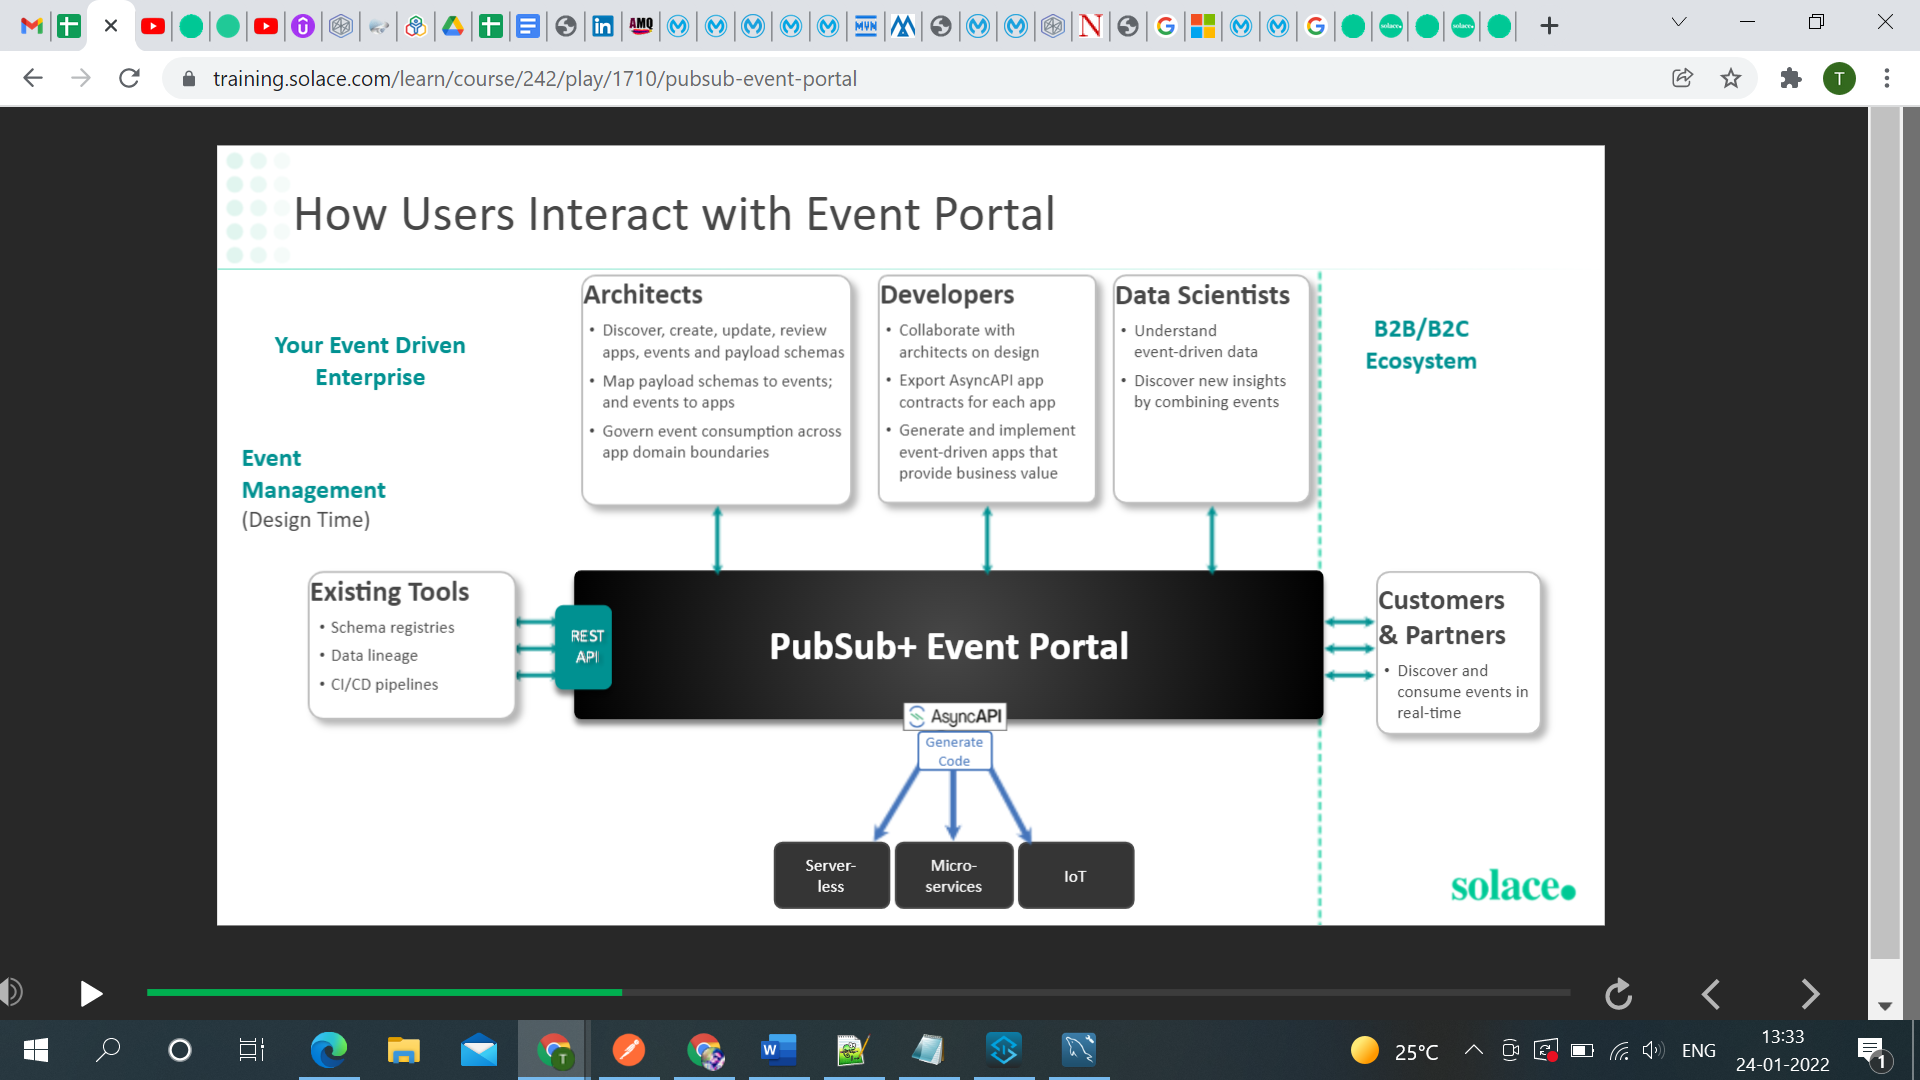 training.solace.com/learn/course/242/play/1710/pubsub-event-portal
T
How Users Interact with Event Portal
Your Event Driven
Enterprise
Event
Management
(Design Time)
Architects
• Discover, create, update, review
apps, events and payload schemas
• Map payload schemas to events;
and events to apps
• Govern event consumption across
app domain boundaries
Developers
• Collaborate with
architects on design
• Export AsyncAPI app
contracts for each app
• Generate and implement
event-driven apps that
provide business value
Data Scientists
• Understand
event-driven data
• Discover new insights
by combining events
B2B/B2C
Ecosystem
Existing Tools
• Schema registries
• Data lineage
• CI/CD pipelines
REST
API
PubSub+ Event Portal
Customers
& Partners
• Discover and
consume events in
real-time
AsyncAPI
Generate
Code
Server-
less
Micro-
services
IoT
solace.
25°C
ENG
13:33
24-01-2022
1